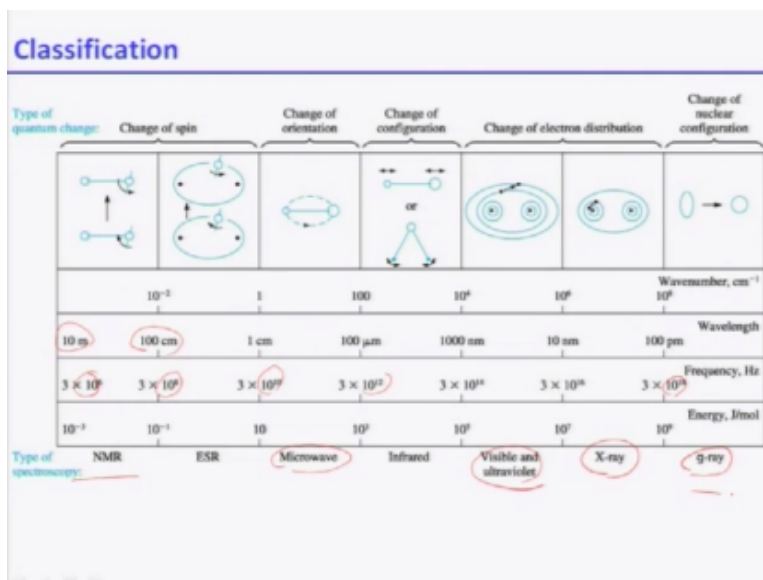 Classification
Type of
quantum change:
Change of spin
Change of
orientation
Change of
configuration
Change of electron distribution
Change of
nuclear
configuration
or
Wavenumber, cm⁻¹
10⁻² 1 100 10⁴ 10⁶ 10⁸
Wavelength
10 m 100 cm 1 cm 100 μm 1000 nm 10 nm 100 pm
Frequency, Hz
3 × 10⁸ 3 × 10¹⁰ 3 × 10¹² 3 × 10¹⁴ 3 × 10¹⁶ 3 × 10¹⁸
Energy, J/mol
10⁻³ 10⁻¹ 10 10³ 10⁵ 10⁷ 10⁹
Type of
spectroscopy:
NMR
ESR
Microwave
Infrared
Visible and
ultraviolet
X-ray
g-ray